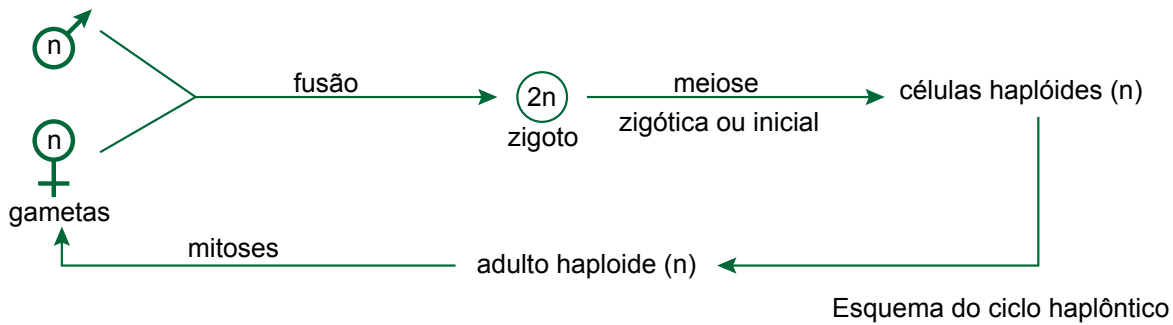 n
fusão
2n
zigoto
meiose
zigótica ou inicial
células haplóides (n)
n
gametas
mitoses
adulto haploide (n)
Esquema do ciclo haplôntico